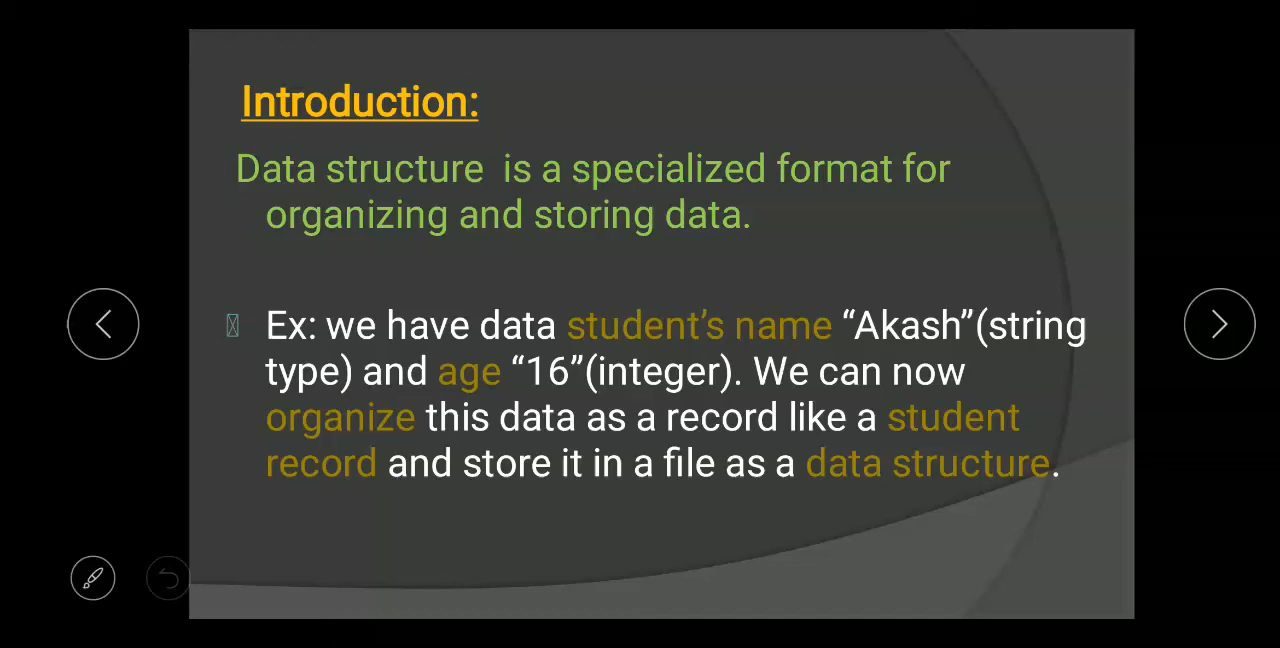 Introduction:
Data structure is a specialized format for
organizing and storing data.
Ex: we have data student’s name “Akash”(string
type) and age “16”(integer). We can now
organize this data as a record like a student
record and store it in a file as a data structure.